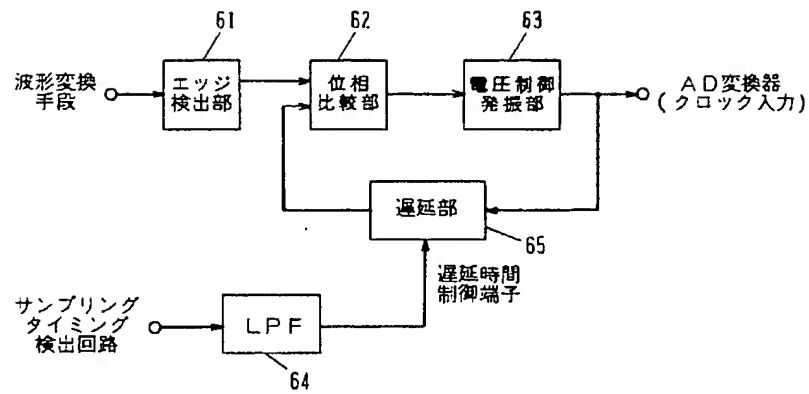 61
62
63
波形変換
手段
エッジ
検出部
位相
比較部
電圧制御
発振部
AD変換器
(クロック入力)
遅延部
65
遅延時間
制御端子
サンプリング
タイミング
検出回路
LPF
64